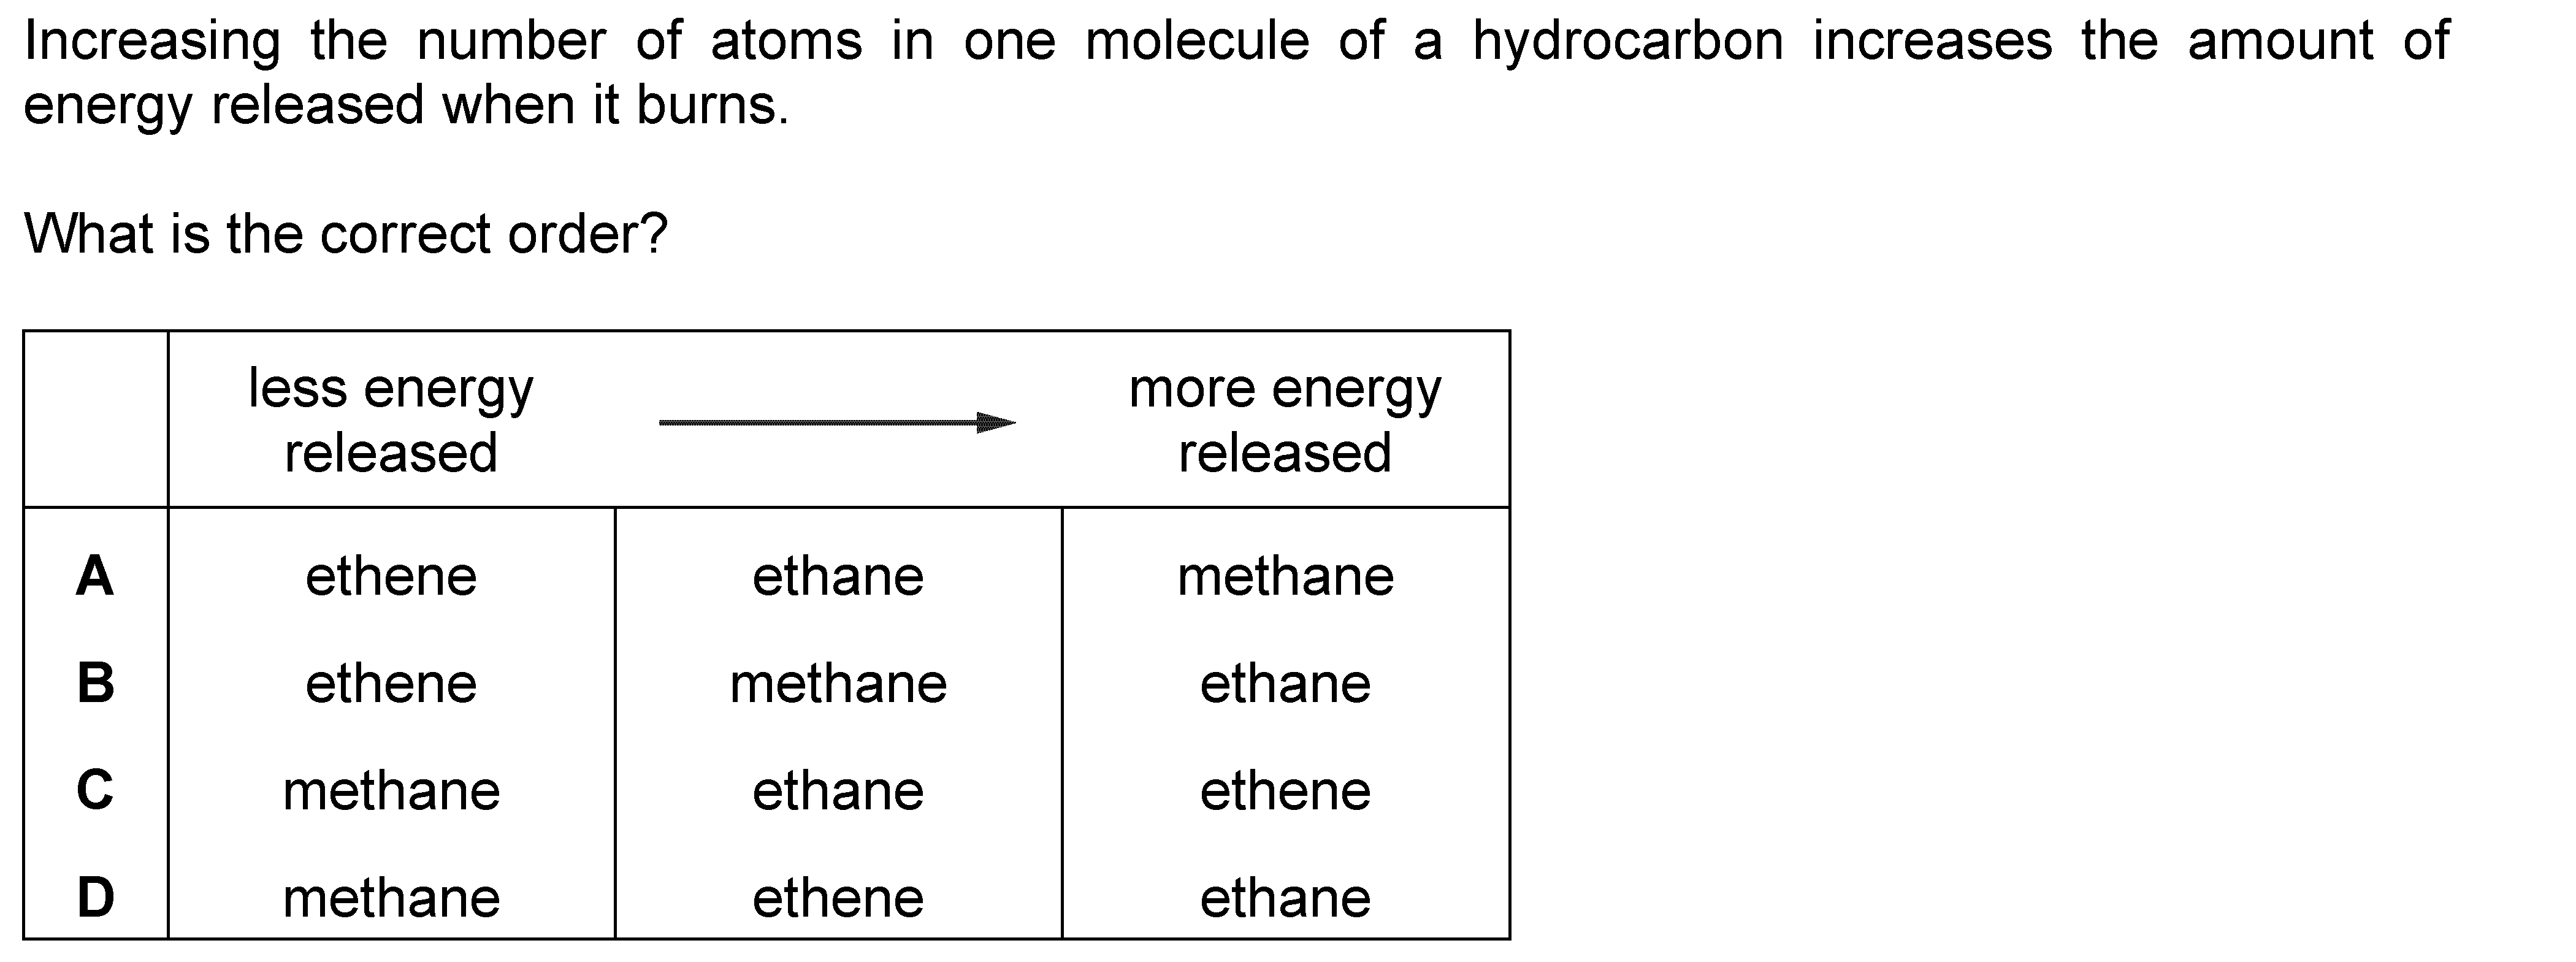 Increasing the number of atoms in one molecule of a hydrocarbon increases the amount of
energy released when it burns.
What is the correct order?
less energy released more energy released
A ethene ethane methane
B ethene methane ethane
C methane ethane ethene
D methane ethene ethane